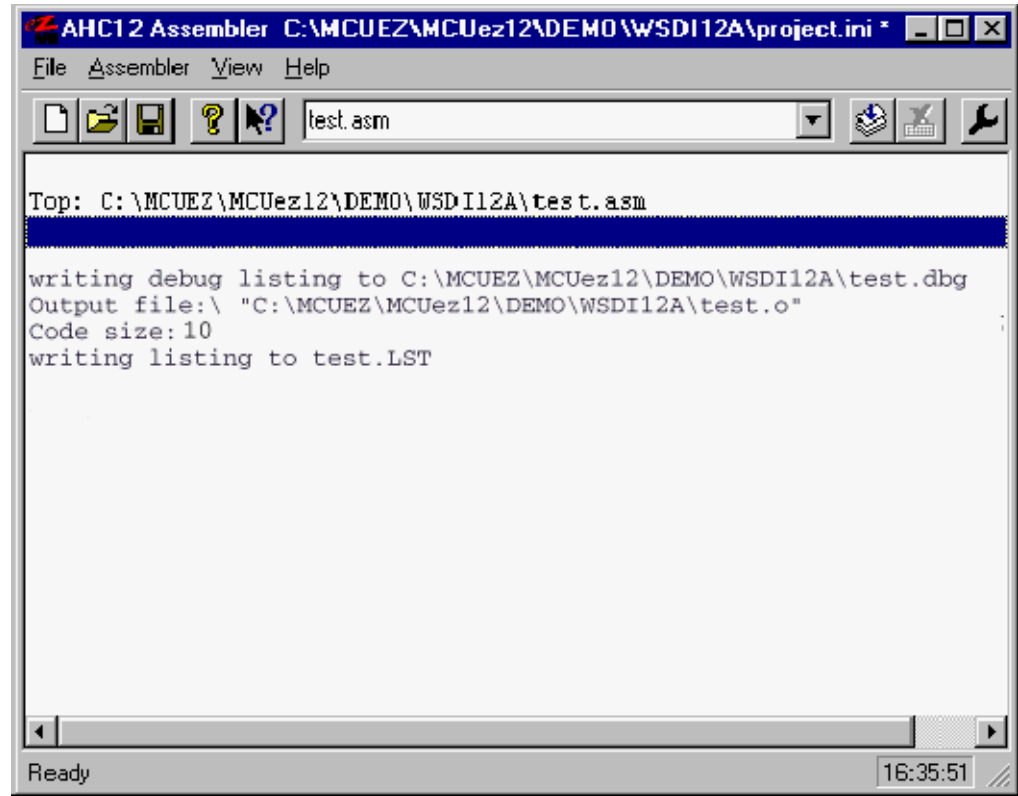 AHC12 Assembler C:\MCUEZ\MCUez12\DEMO\WSDI12A\project.ini *
File Assembler View Help
test.asm
Top: C:\MCUEZ\MCUez12\DEMO\WSDI12A\test.asm
writing debug listing to C:\MCUEZ\MCUez12\DEMO\WSDI12A\test.dbg
Output file:\ "C:\MCUEZ\MCUez12\DEMO\WSDI12A\test.o"
Code size: 10
writing listing to test.LST
Ready 16:35:51